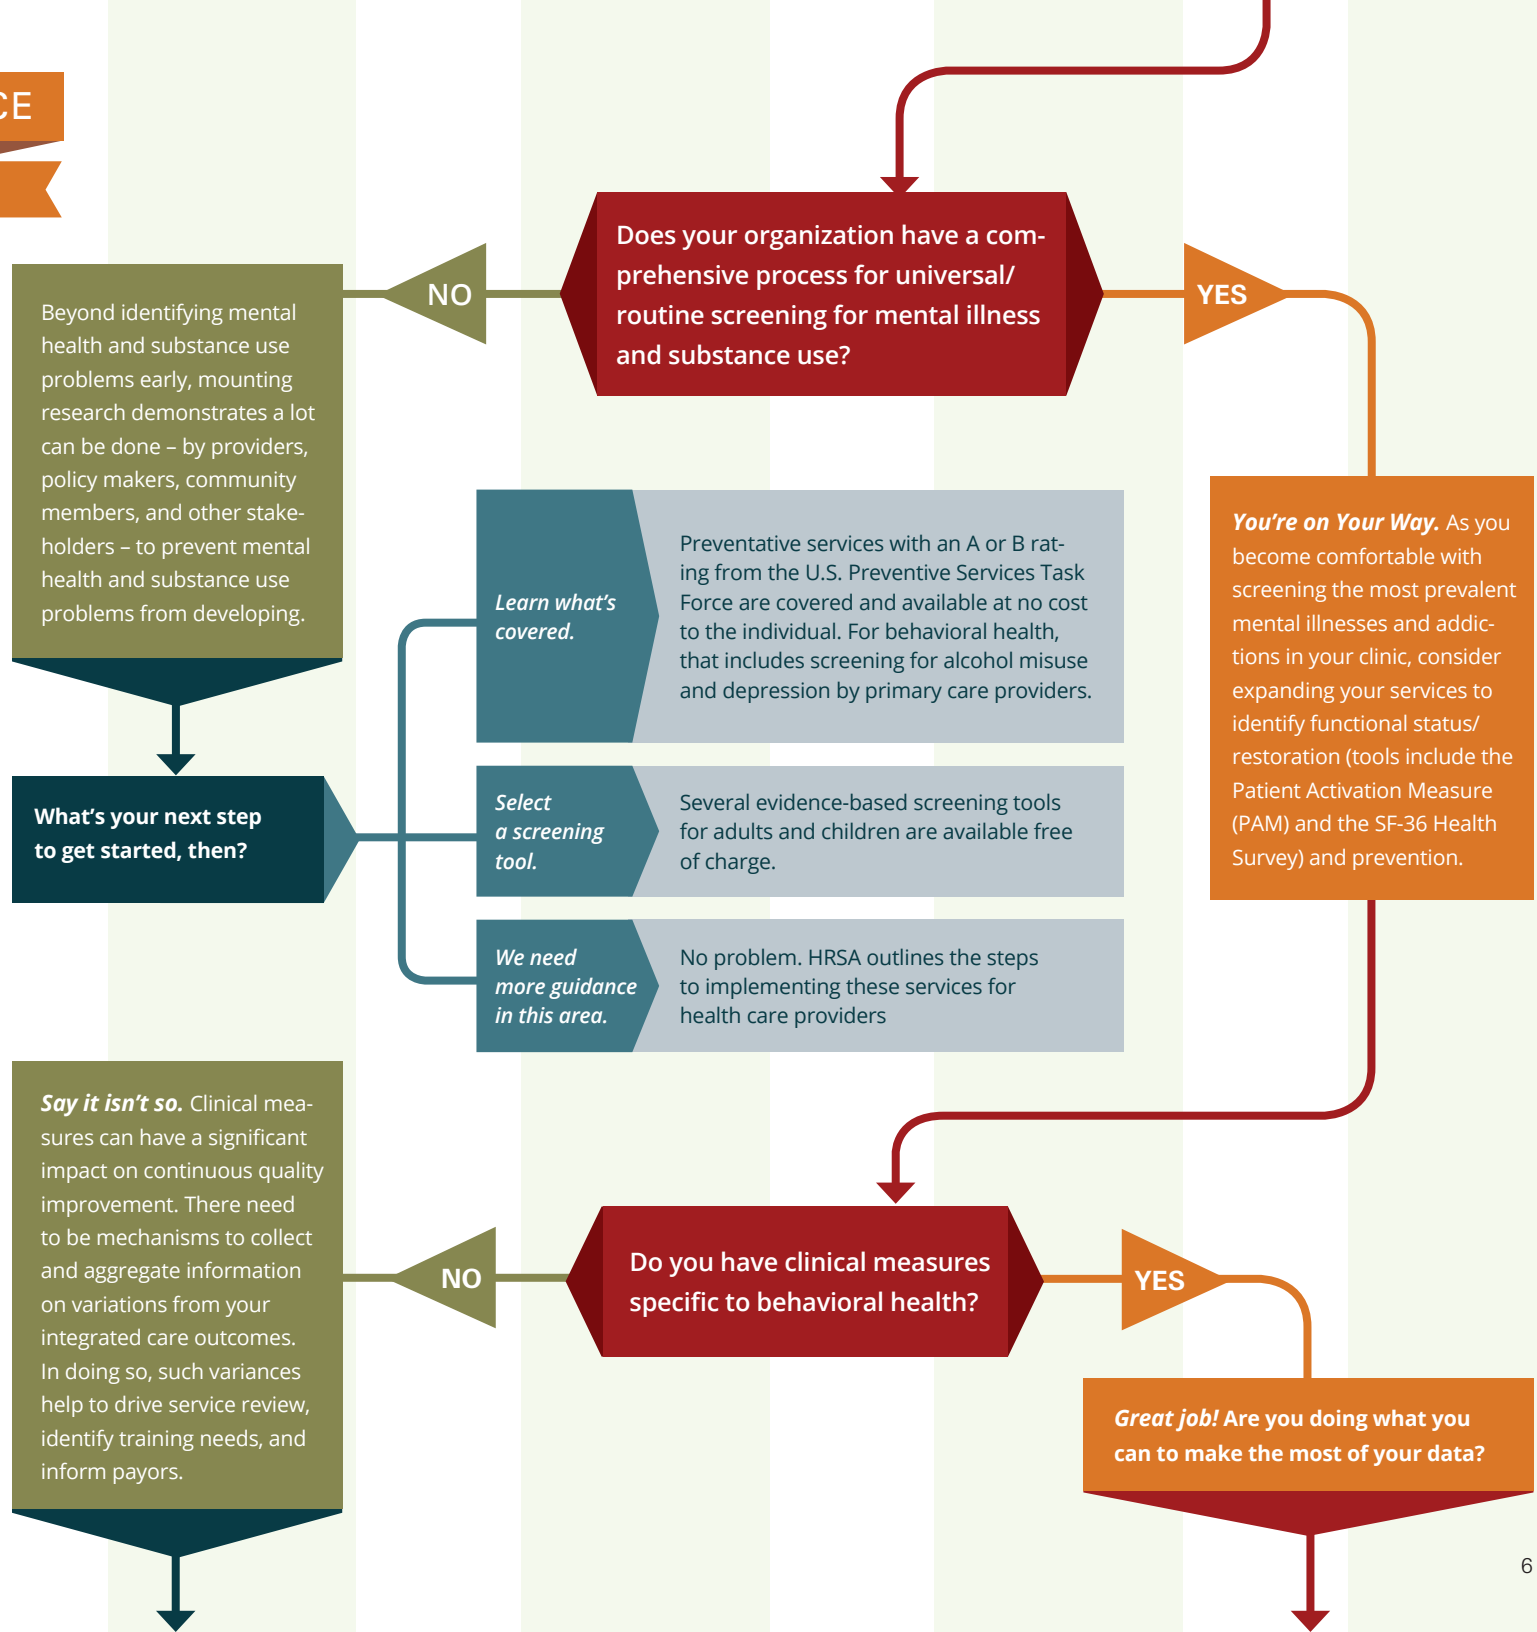 CE
Does your organization have a com-
prehensive process for universal/
routine screening for mental illness
and substance use?
NO
YES
Beyond identifying mental
health and substance use
problems early, mounting
research demonstrates a lot
can be done – by providers,
policy makers, community
members, and other stake-
holders – to prevent mental
health and substance use
problems from developing.
What's your next step
to get started, then?
Learn what's
covered.
Preventative services with an A or B rat-
ing from the U.S. Preventive Services Task
Force are covered and available at no cost
to the individual. For behavioral health,
that includes screening for alcohol misuse
and depression by primary care providers.
Select
a screening
tool.
Several evidence-based screening tools
for adults and children are available free
of charge.
We need
more guidance
in this area.
No problem. HRSA outlines the steps
to implementing these services for
health care providers
You're on Your Way. As you
become comfortable with
screening the most prevalent
mental illnesses and addic-
tions in your clinic, consider
expanding your services to
identify functional status/
restoration (tools include the
Patient Activation Measure
(PAM) and the SF-36 Health
Survey) and prevention.
Do you have clinical measures
specific to behavioral health?
NO
YES
Say it isn't so. Clinical mea-
sures can have a significant
impact on continuous quality
improvement. There need
to be mechanisms to collect
and aggregate information
on variations from your
integrated care outcomes.
In doing so, such variances
help to drive service review,
identify training needs, and
inform payors.
Great job! Are you doing what you
can to make the most of your data?
6